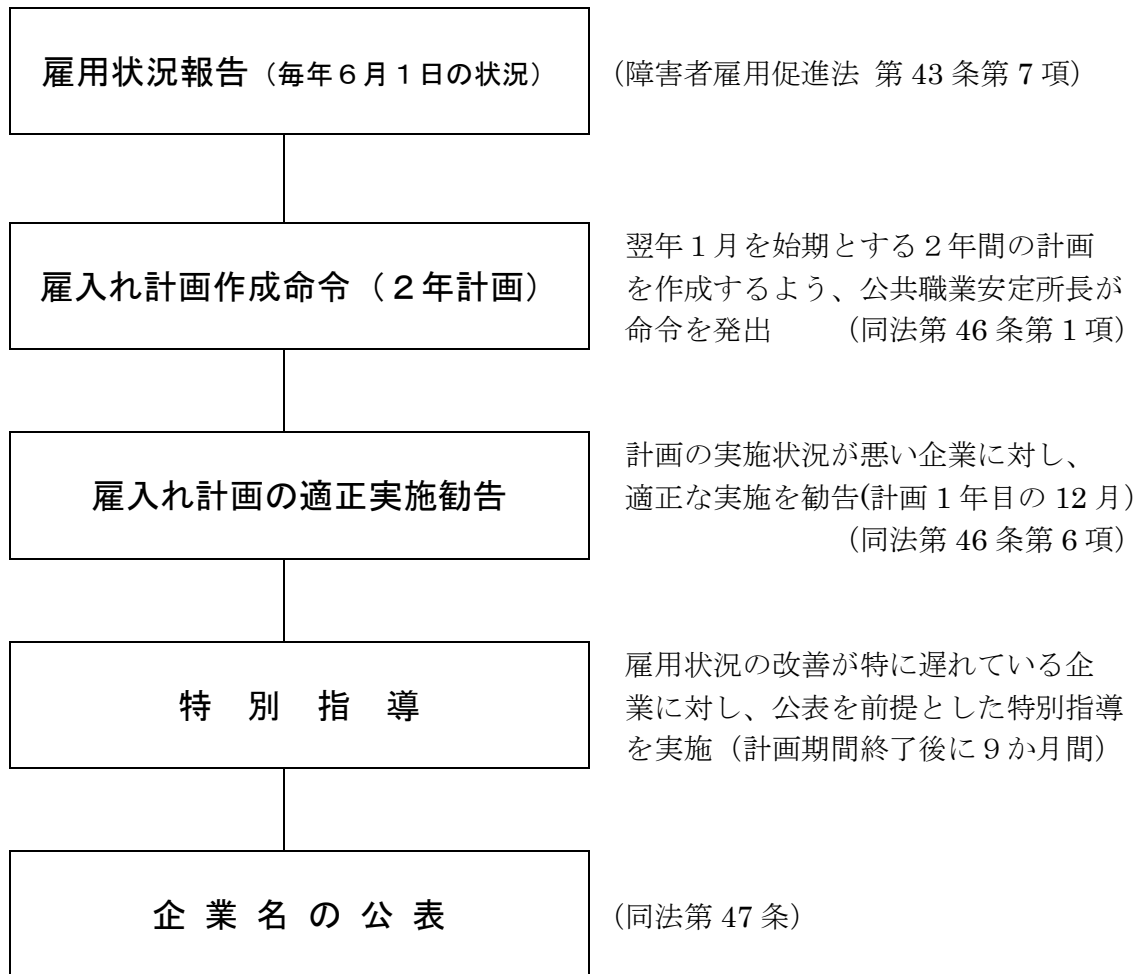 雇用状況報告（毎年６月１日の状況）
（障害者雇用促進法 第 43 条第 7 項）
雇入れ計画作成命令（２年計画）
翌年１月を始期とする２年間の計画
を作成するよう、公共職業安定所長が
命令を発出　　（同法第 46 条第 1 項）
雇入れ計画の適正実施勧告
計画の実施状況が悪い企業に対し、
適正な実施を勧告(計画 1 年目の 12 月)
（同法第 46 条第 6 項）
特　別　指　導
雇用状況の改善が特に遅れている企
業に対し、公表を前提とした特別指導
を実施（計画期間終了後に９か月間）
企 業 名 の 公 表
（同法第 47 条）